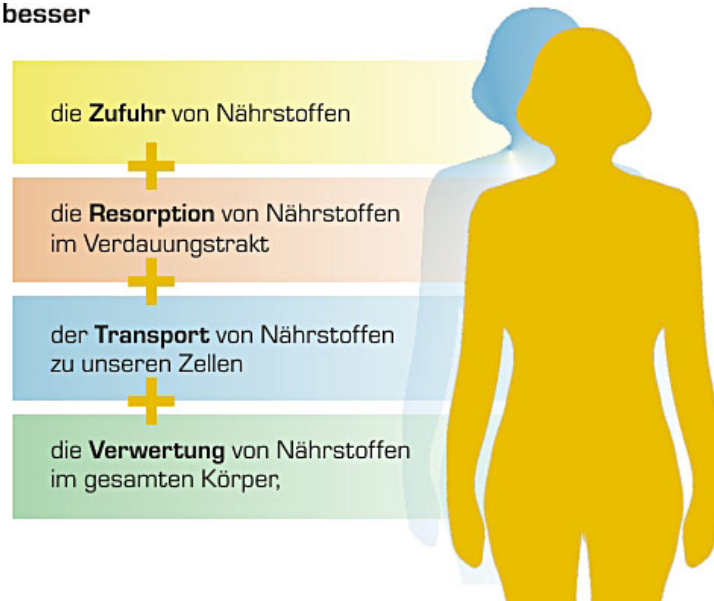 besser
die Zufuhr von Nährstoffen
die Resorption von Nährstoffen
im Verdauungstrakt
der Transport von Nährstoffen
zu unseren Zellen
die Verwertung von Nährstoffen
im gesamten Körper,